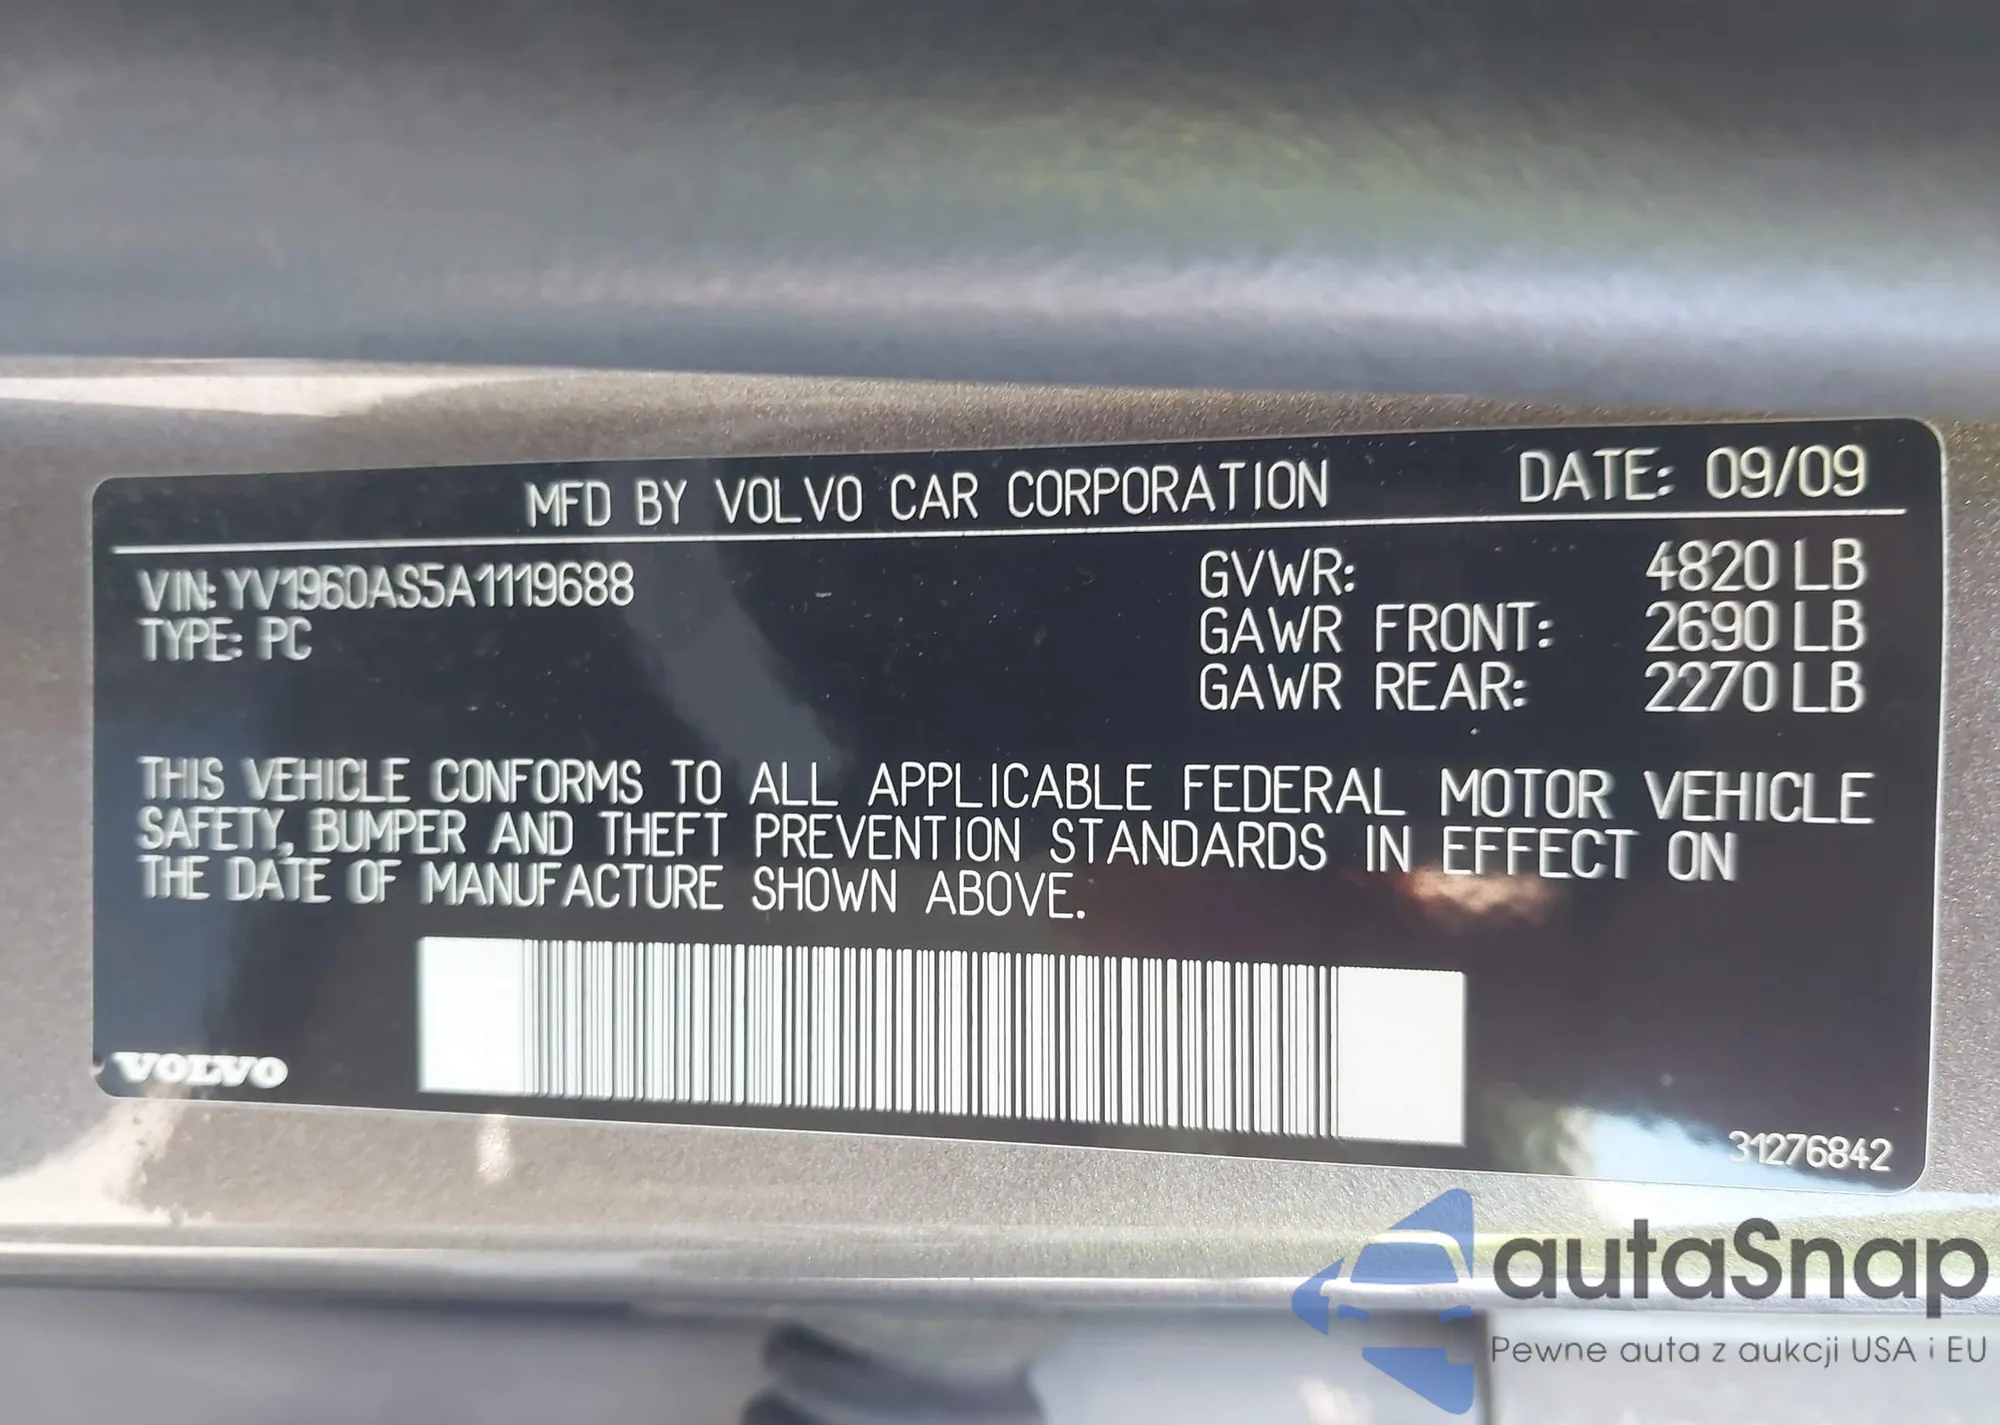 MFD BY VOLVO CAR CORPORATION DATE: 09/09
VIN: YV1960AS5A1119688 GVWR: 4820 LB
TYPE: PC GAWR FRONT: 2690 LB
GAWR REAR: 2270 LB
THIS VEHICLE CONFORMS TO ALL APPLICABLE FEDERAL MOTOR VEHICLE
SAFETY, BUMPER AND THEFT PREVENTION STANDARDS IN EFFECT ON
THE DATE OF MANUFACTURE SHOWN ABOVE.
VOLVO
31276842
autaSnap
Pewne auta z aukcji USA i EU